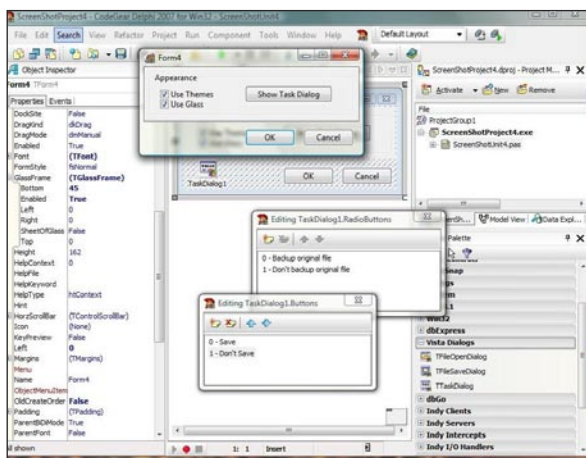 ScreenShotProject4 - CodeGear Delphi 2007 for Win32 - ScreenShotUnit4
File Edit Search View Refactor Project Run Component Tools Window Help
Default Layout
Object Inspector
Form4 TForm4
Properties Events
DockSite False
DragKind dkDrag
DragMode dmManual
Enabled True
Font (TFont)
FormStyle fsNormal
GlassFrame (TGlassFrame)
Bottom 45
Enabled True
Left 0
Right 0
SheetOfGlass False
Top 0
Height 162
HelpContext 0
HelpFile
HelpKeyword
HelpType htContext
Hint
HorzScrollBar (TControlScrollBar)
Icon (None)
KeyPreview False
Left 0
Margins (TMargins)
Menu
Name Form4
ObjectMenuItem
OldCreateOrder False
Padding (TPadding)
ParentBiDiMode True
ParentFont False
All shown
Form4
Appearance
Use Themes
Use Glass
Show Task Dialog
OK Cancel
TaskDialog1
OK Cancel
Editing TaskDialog1.RadioButtons
0 - Backup original file
1 - Don't backup original file
Editing TaskDialog1.Buttons
0 - Save
1 - Don't Save
1: 1 Insert
ScreenShotProject4.dproj - Project M...
Activate New Remove
File
ProjectGroup1
ScreenShotProject4.exe
ScreenShotUnit4.pas
Model View Data Expl...
Palette
Win32
dbExpress
Vista Dialogs
TFileOpenDialog
TFileSaveDialog
TTaskDialog
dbGo
Indy Clients
Indy Servers
Indy Intercepts
Indy I/O Handlers